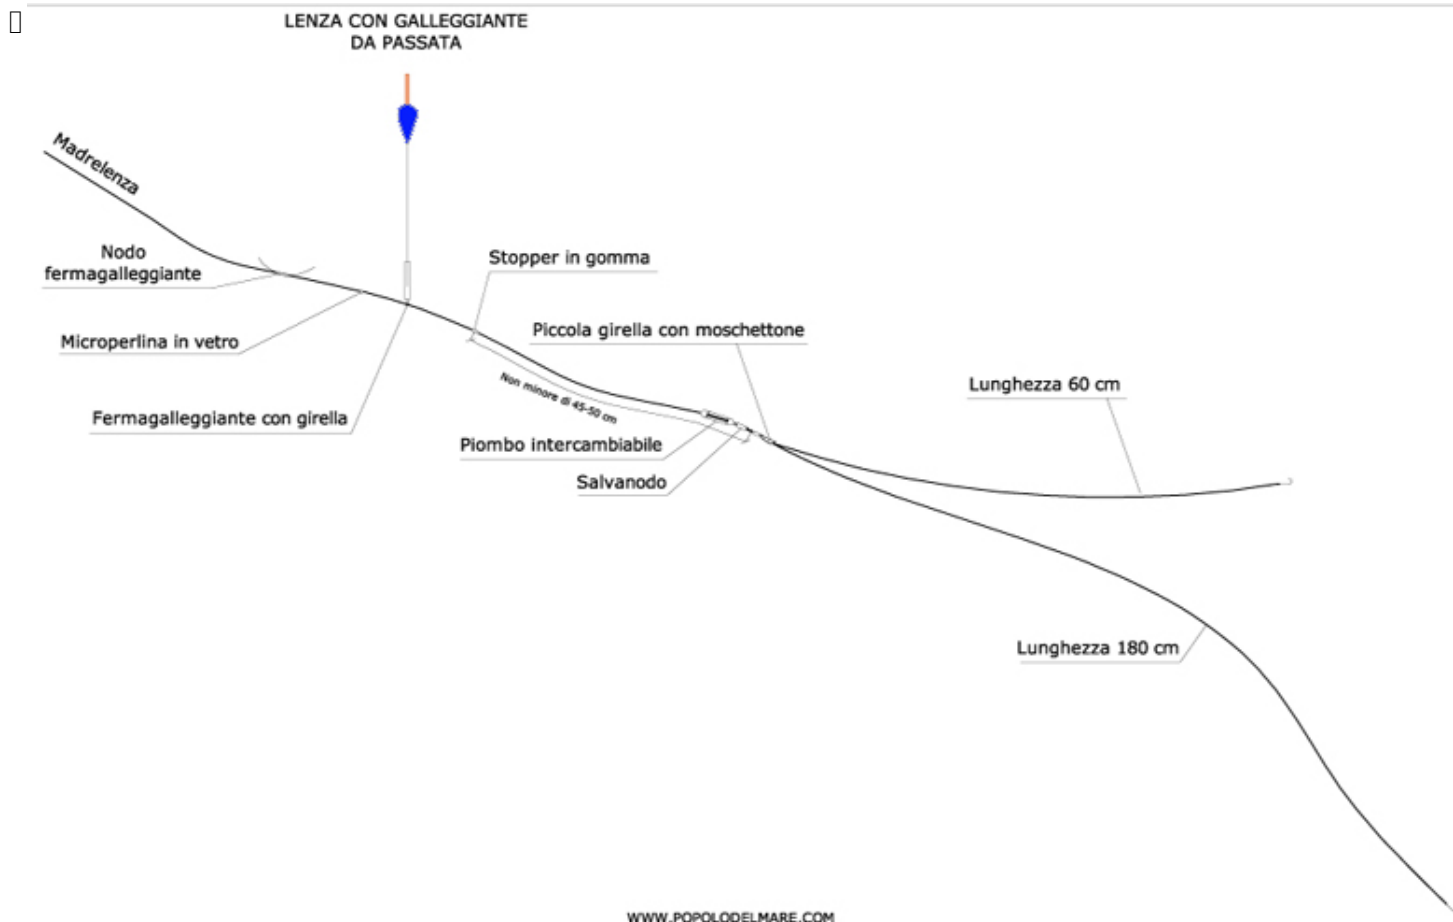 LENZA CON GALLEGGIANTE
DA PASSATA
Madrelenza
Nodo
fermagalleggiante
Stopper in gomma
Microperlina in vetro
Piccola girella con moschettone
Non minore di 45-50 cm
Lunghezza 60 cm
Fermagalleggiante con girella
Piombo intercambiabile
Salvanodo
Lunghezza 180 cm
WWW.POPOLODELMARE.COM